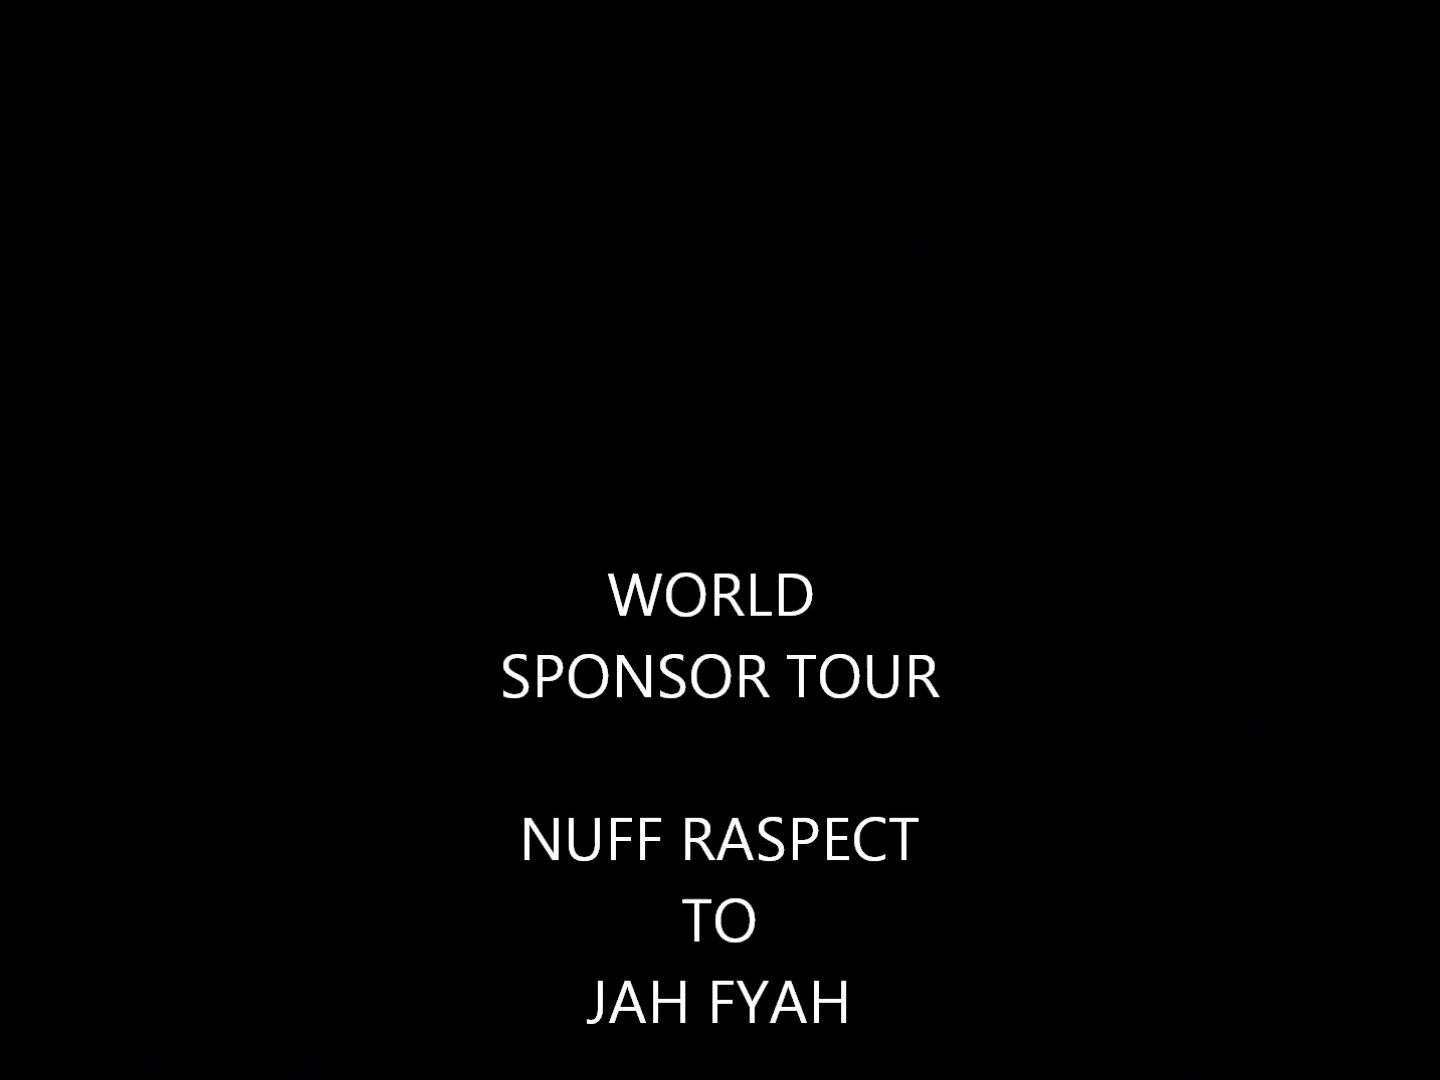 WORLD
SPONSOR TOUR
NUFF RASPECT
TO
JAH FYAH